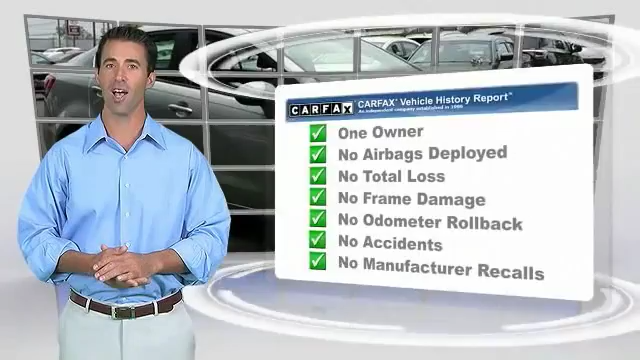 CARFAX CARFAX Vehicle History Report™
An independent company established in 1986
One Owner
No Airbags Deployed
No Total Loss
No Frame Damage
No Odometer Rollback
No Accidents
No Manufacturer Recalls